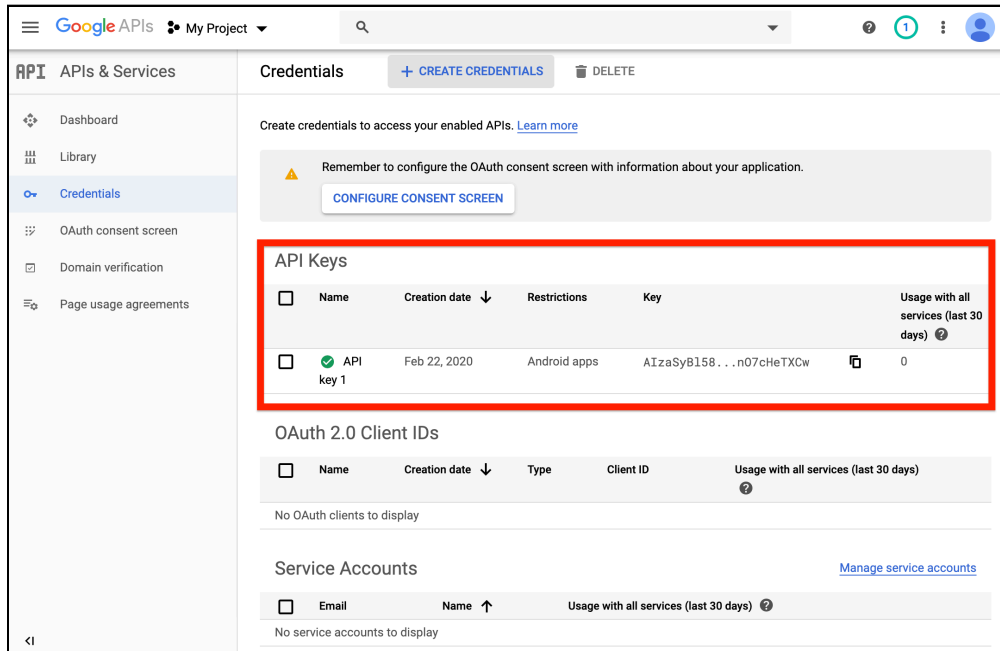 Google APIs My Project 1
API APIs & Services
Credentials + CREATE CREDENTIALS DELETE
Dashboard
Library
Credentials
OAuth consent screen
Domain verification
Page usage agreements
Create credentials to access your enabled APIs. Learn more
Remember to configure the OAuth consent screen with information about your application.
CONFIGURE CONSENT SCREEN
API Keys
Name Creation date Restrictions Key Usage with all
services (last 30
days)
API Feb 22, 2020 Android apps AIzaSyBl58...nO7cHeTXCw 0
key 1
OAuth 2.0 Client IDs
Name Creation date Type Client ID Usage with all services (last 30 days)
No OAuth clients to display
Service Accounts Manage service accounts
Email Name Usage with all services (last 30 days)
No service accounts to display